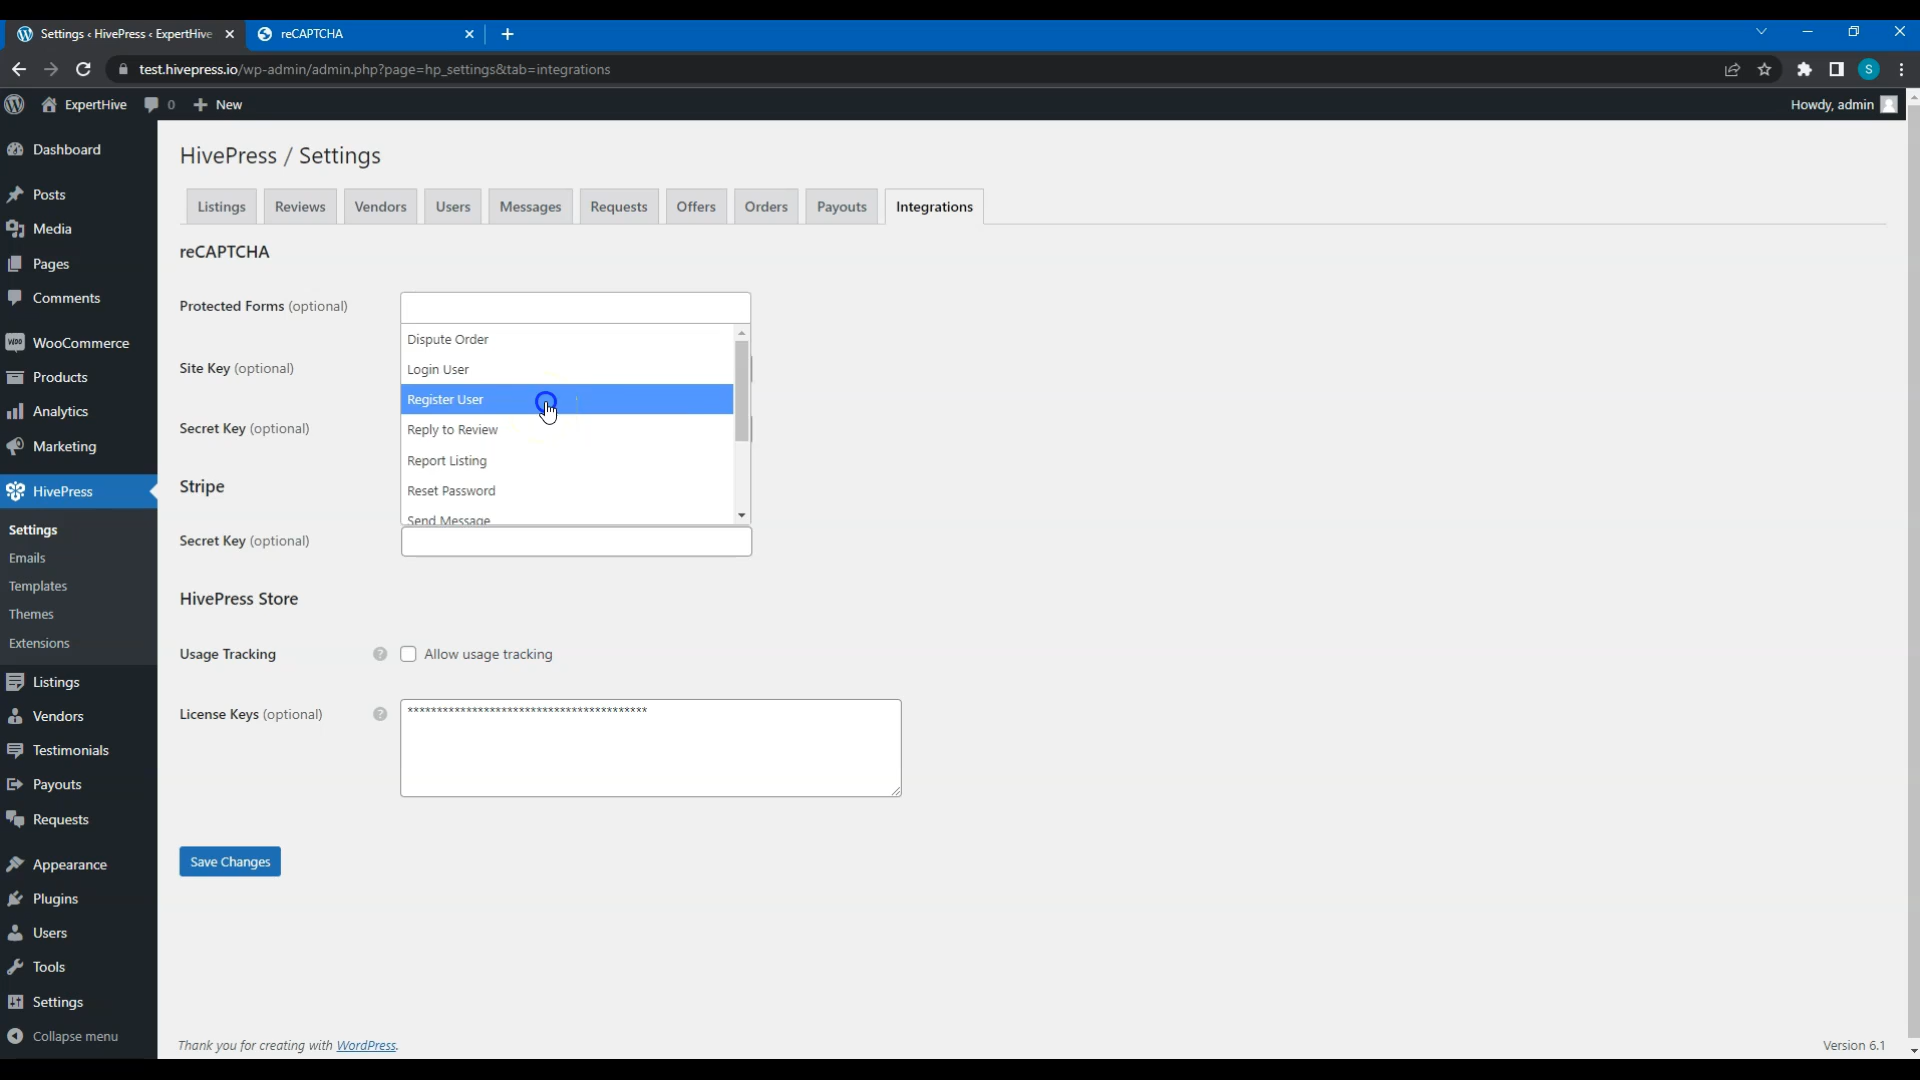 Settings ‹ HivePress ‹ ExpertHive
reCAPTCHA
test.hivepress.io/wp-admin/admin.php?page=hp_settings&tab=integrations
S
ExpertHive
0
New
Howdy, admin
Dashboard
Posts
Media
Pages
Comments
WooCommerce
Products
Analytics
Marketing
HivePress
Settings
Emails
Templates
Themes
Extensions
Listings
Vendors
Testimonials
Payouts
Requests
Appearance
Plugins
Users
Tools
Settings
Collapse menu
HivePress / Settings
Listings
Reviews
Vendors
Users
Messages
Requests
Offers
Orders
Payouts
Integrations
reCAPTCHA
Protected Forms (optional)
Dispute Order
Login User
Register User
Reply to Review
Report Listing
Reset Password
Send Message
Site Key (optional)
Secret Key (optional)
Stripe
Secret Key (optional)
HivePress Store
Usage Tracking
?
Allow usage tracking
License Keys (optional)
?
****************************************
Save Changes
Thank you for creating with WordPress.
Version 6.1